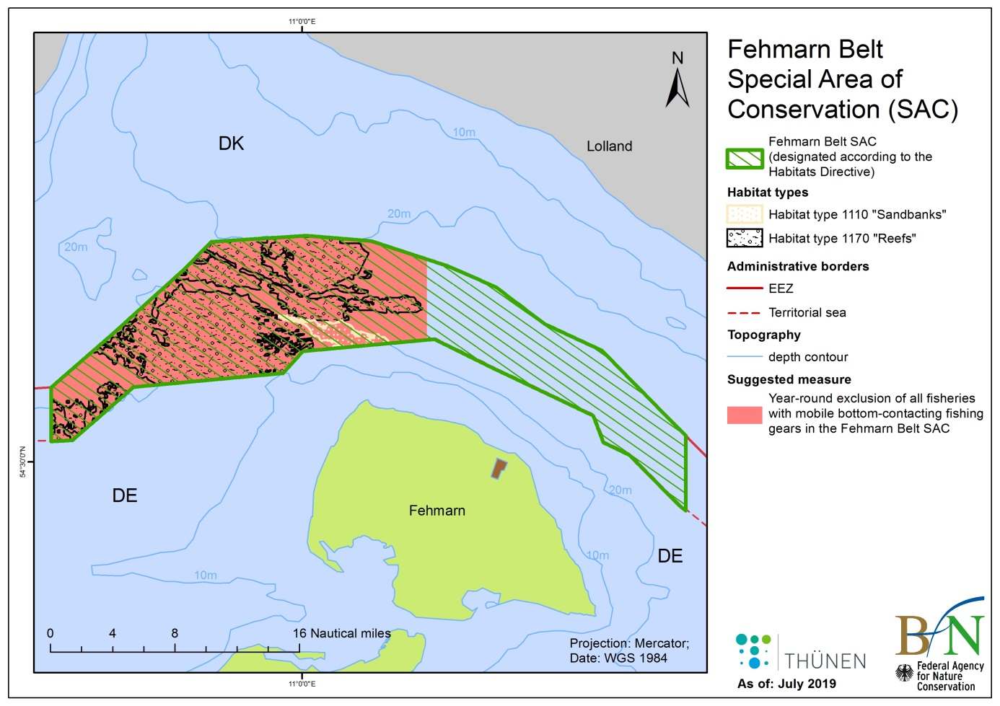 11°0'0"E
N
DK
10m
Lolland
20m
20m
54°30'0"N
DE
Fehmarn
20m
DE
10m
10m
0 4 8 16 Nautical miles
Projection: Mercator;
Date: WGS 1984
11°0'0"E
Fehmarn Belt
Special Area of
Conservation (SAC)
Fehmarn Belt SAC
(designated according to the
Habitats Directive)
Habitat types
Habitat type 1110 "Sandbanks"
Habitat type 1170 "Reefs"
Administrative borders
EEZ
Territorial sea
Topography
depth contour
Suggested measure
Year-round exclusion of all fisheries
with mobile bottom-contacting fishing
gears in the Fehmarn Belt SAC
THÜNEN
As of: July 2019
BfN
Federal Agency
for Nature
Conservation